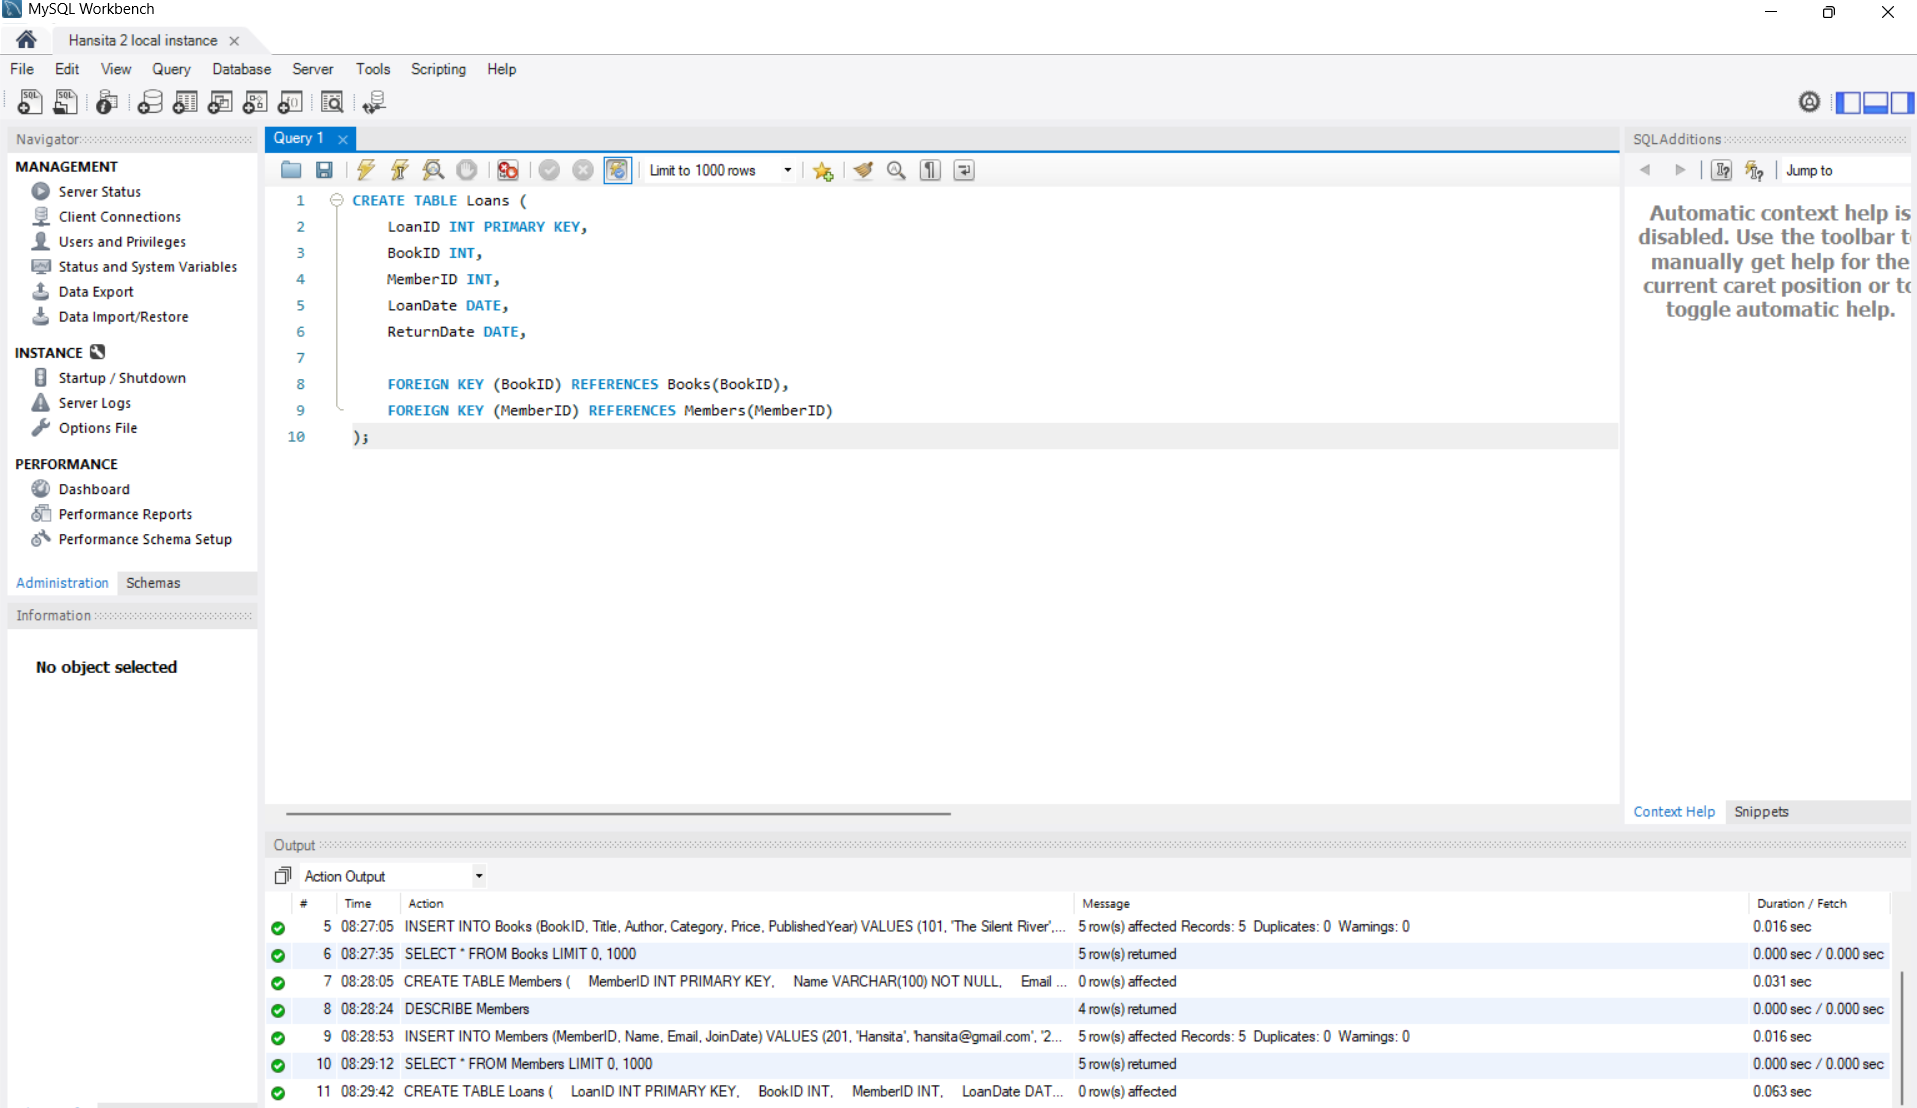 MySQL Workbench
Hansita 2 local instance
File Edit View Query Database Server Tools Scripting Help
Navigator
MANAGEMENT
Server Status
Client Connections
Users and Privileges
Status and System Variables
Data Export
Data Import/Restore
INSTANCE
Startup / Shutdown
Server Logs
Options File
PERFORMANCE
Dashboard
Performance Reports
Performance Schema Setup
Administration Schemas
Information
No object selected
Query 1
Limit to 1000 rows
1 CREATE TABLE Loans (
2 LoanID INT PRIMARY KEY,
3 BookID INT,
4 MemberID INT,
5 LoanDate DATE,
6 ReturnDate DATE,
7
8 FOREIGN KEY (BookID) REFERENCES Books(BookID),
9 FOREIGN KEY (MemberID) REFERENCES Members(MemberID)
10 );
SQLAdditions
Jump to
Automatic context help is
disabled. Use the toolbar
manually get help for the
current caret position or
toggle automatic help.
Context Help Snippets
Output
Action Output
# Time Action Message Duration / Fetch
5 08:27:05 INSERT INTO Books (BookID, Title, Author, Category, Price, PublishedYear) VALUES (101, 'The Silent River',... 5 row(s) affected Records: 5 Duplicates: 0 Warnings: 0 0.016 sec
6 08:27:35 SELECT * FROM Books LIMIT 0, 1000 5 row(s) returned 0.000 sec / 0.000 sec
7 08:28:05 CREATE TABLE Members ( MemberID INT PRIMARY KEY, Name VARCHAR(100) NOT NULL, Email ... 0 row(s) affected 0.031 sec
8 08:28:24 DESCRIBE Members 4 row(s) returned 0.000 sec / 0.000 sec
9 08:28:53 INSERT INTO Members (MemberID, Name, Email, JoinDate) VALUES (201, 'Hansita', 'hansita@gmail.com', '2... 5 row(s) affected Records: 5 Duplicates: 0 Warnings: 0 0.016 sec
10 08:29:12 SELECT * FROM Members LIMIT 0, 1000 5 row(s) returned 0.000 sec / 0.000 sec
11 08:29:42 CREATE TABLE Loans ( LoanID INT PRIMARY KEY, BookID INT, MemberID INT, LoanDate DAT... 0 row(s) affected 0.063 sec